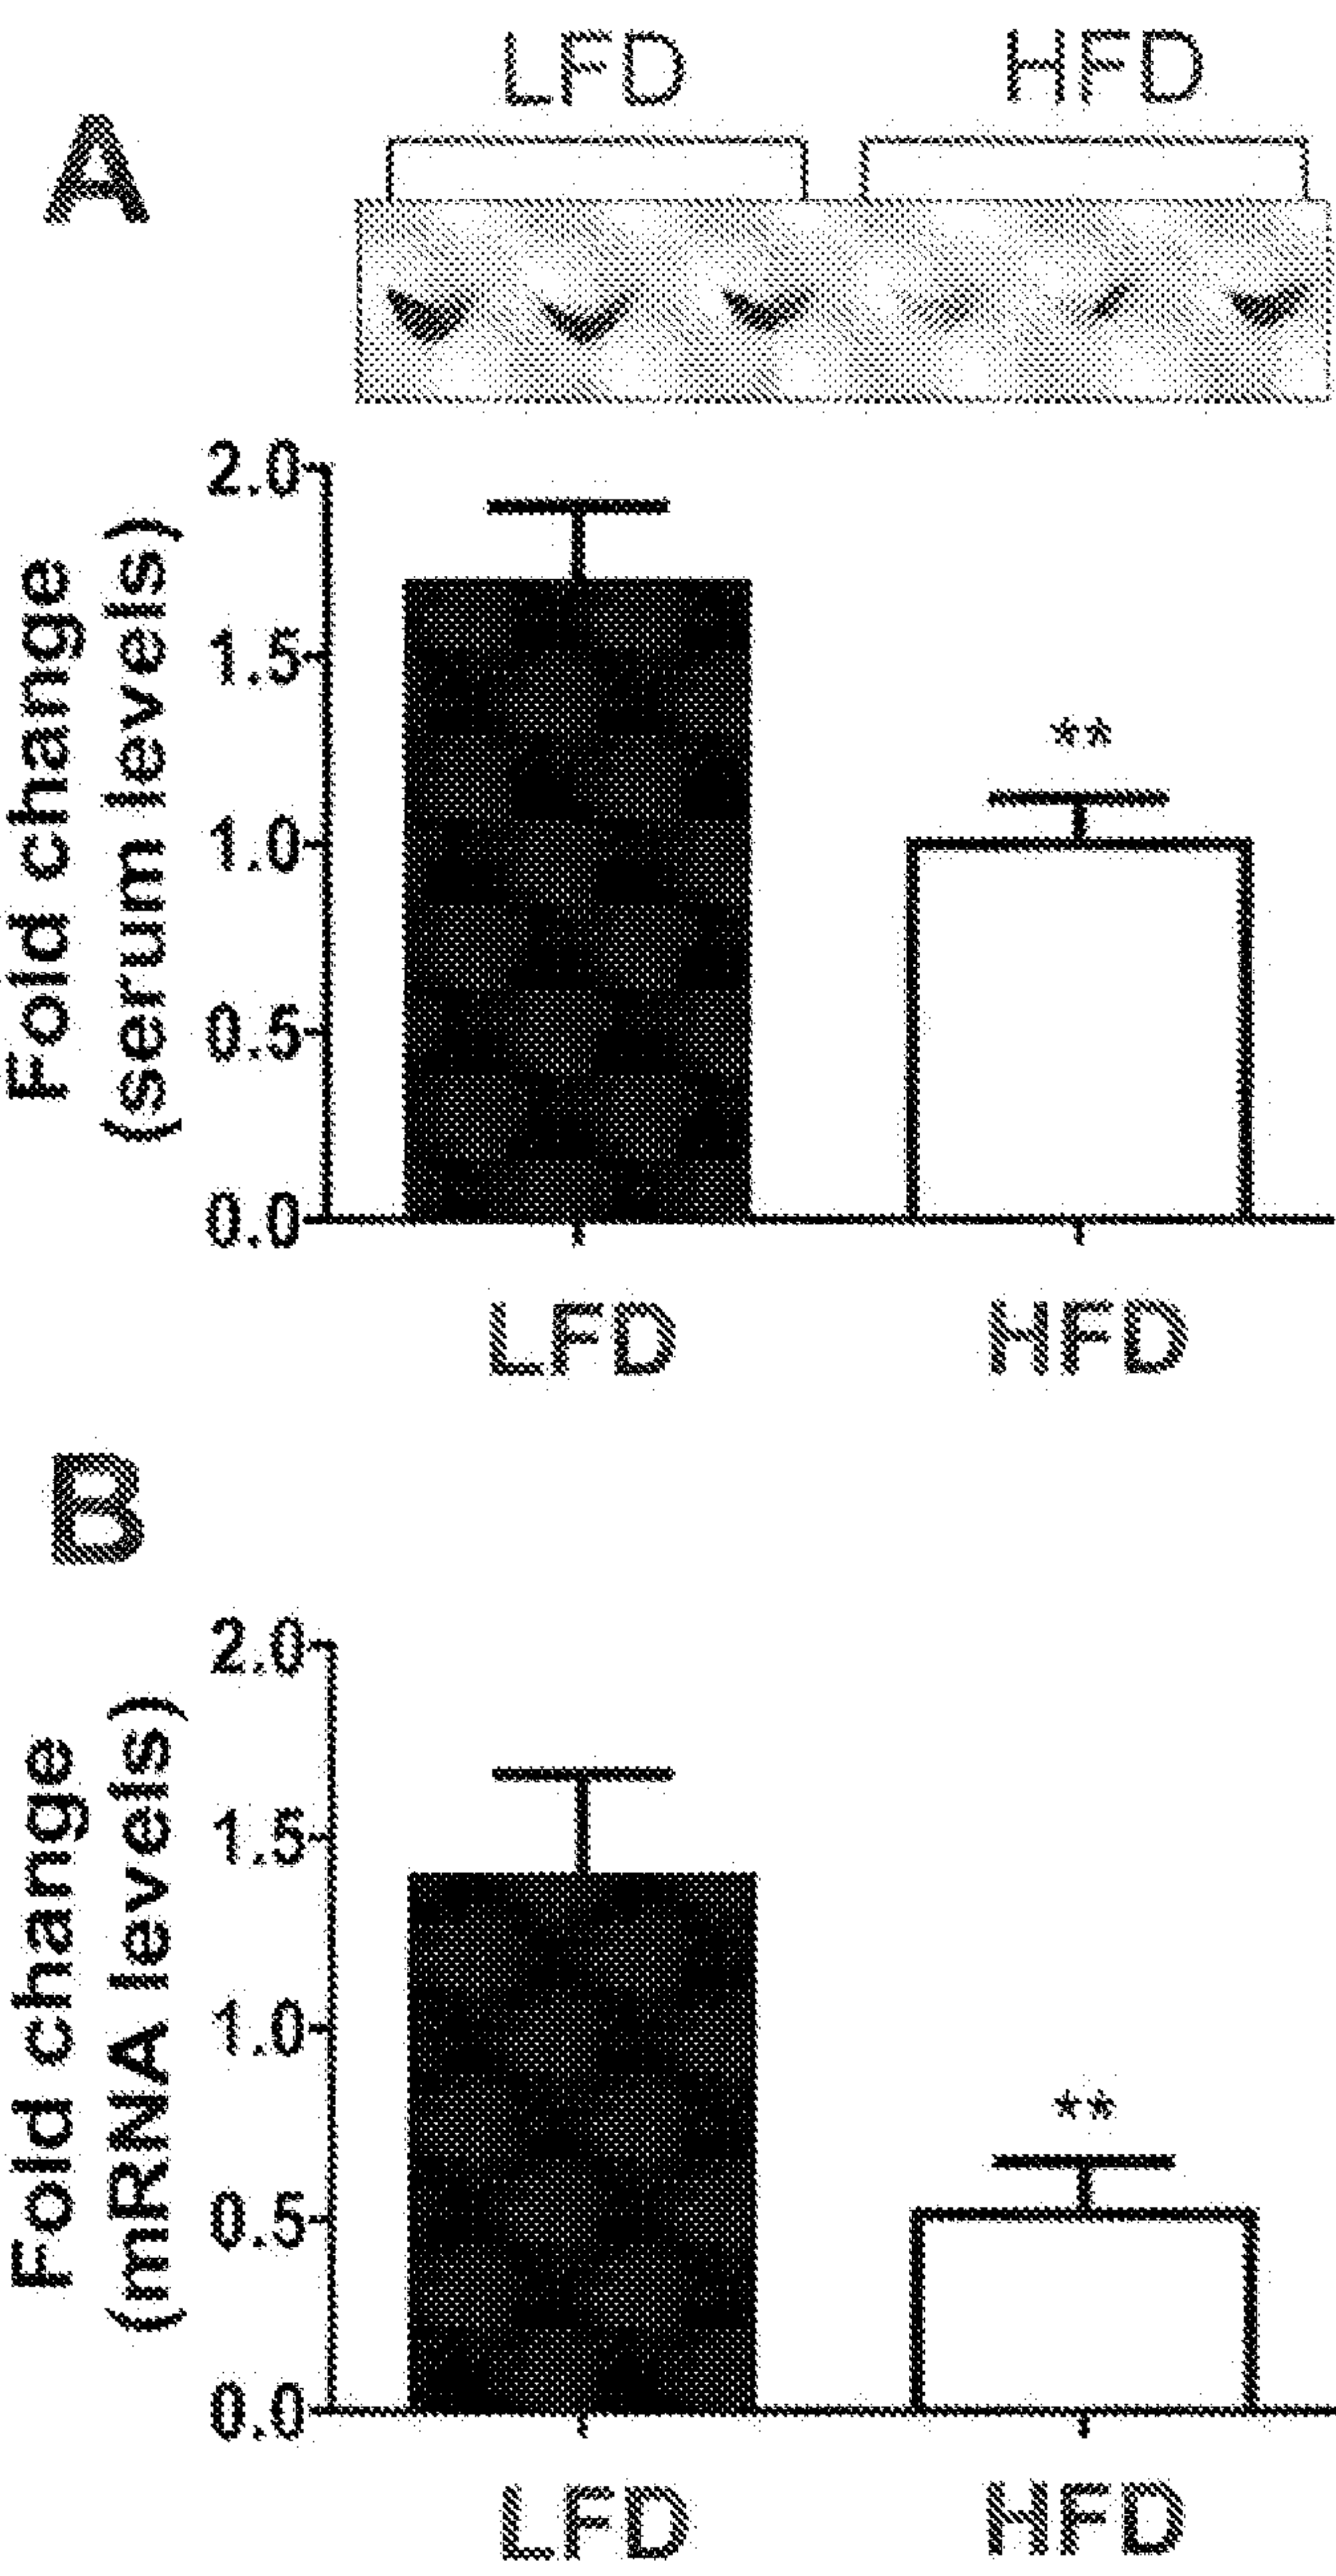 LFD HFD
A
2.0
1.5
1.0
0.5
0.0
Fold change
(serum levels)
**
LFD HFD
B
2.0
1.5
1.0
0.5
0.0
Fold change
(mRNA levels)
**
LFD HFD